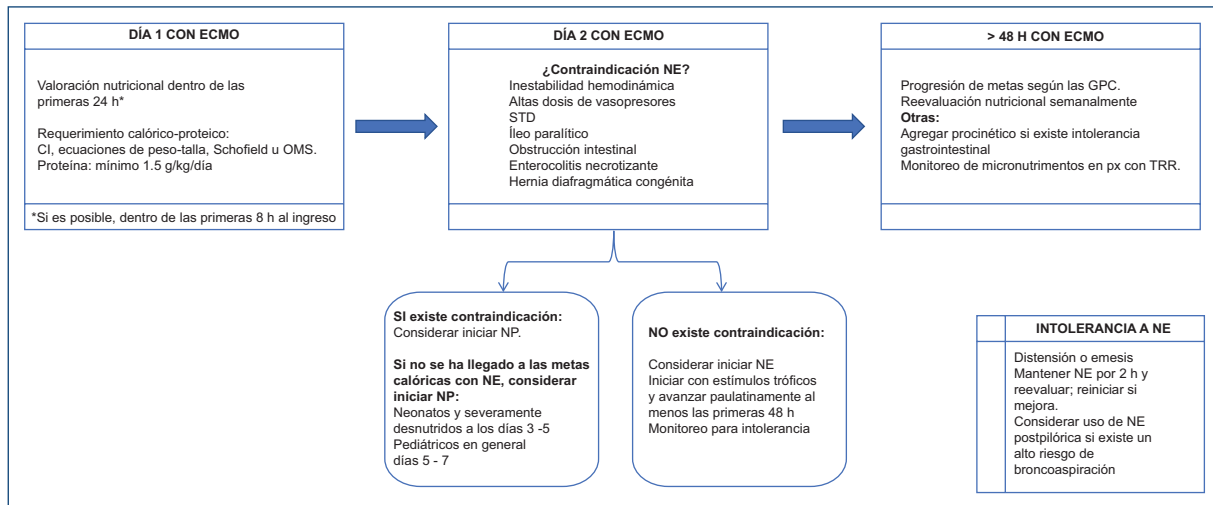 DÍA 1 CON ECMO
Valoración nutricional dentro de las
primeras 24 h*
Requerimiento calórico-proteico:
CI, ecuaciones de peso-talla, Schofield u OMS.
Proteína: mínimo 1.5 g/kg/día
*Si es posible, dentro de las primeras 8 h al ingreso
DÍA 2 CON ECMO
¿Contraindicación NE?
Inestabilidad hemodinámica
Altas dosis de vasopresores
STD
Íleo paralítico
Obstrucción intestinal
Enterocolitis necrotizante
Hernia diafragmática congénita
> 48 H CON ECMO
Progresión de metas según las GPC.
Reevaluación nutricional semanalmente
Otras:
Agregar procinético si existe intolerancia
gastrointestinal
Monitoreo de micronutrimentos en px con TRR.
SI existe contraindicación:
Considerar iniciar NP.
Si no se ha llegado a las metas
calóricas con NE, considerar
iniciar NP:
Neonatos y severamente
desnutridos a los días 3 -5
Pediátricos en general
días 5 - 7
NO existe contraindicación:
Considerar iniciar NE
Iniciar con estímulos tróficos
y avanzar paulatinamente al
menos las primeras 48 h
Monitoreo para intolerancia
INTOLERANCIA A NE
Distensión o emesis
Mantener NE por 2 h y
reevaluar; reiniciar si
mejora.
Considerar uso de NE
postpilórica si existe un
alto riesgo de
broncoaspiración